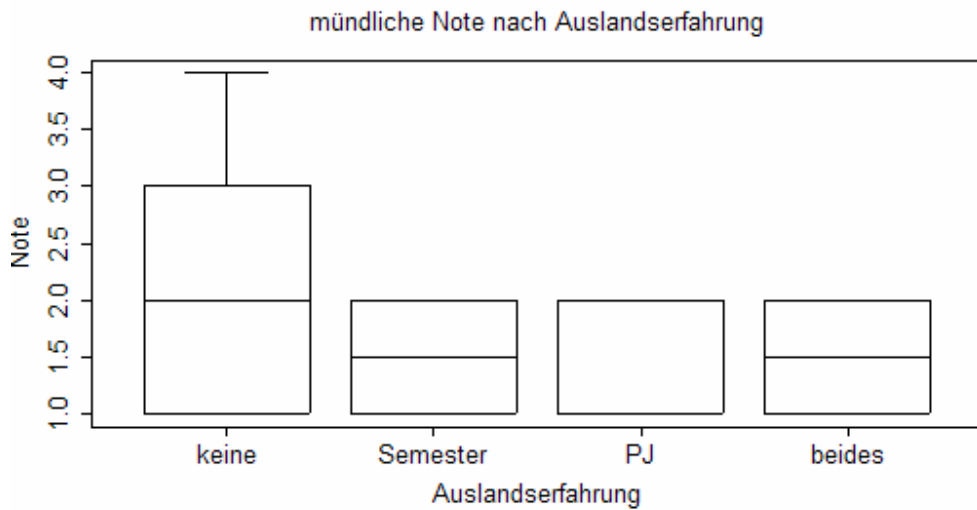 mündliche Note nach Auslandserfahrung
4.0
3.5
3.0
2.5
2.0
1.5
1.0
Note
keine Semester PJ beides
Auslandserfahrung